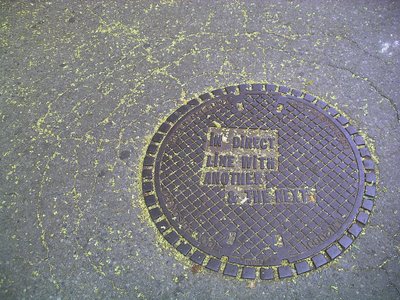 IN DIRECT
LINE WITH
ANOTHER
& THE NEXT